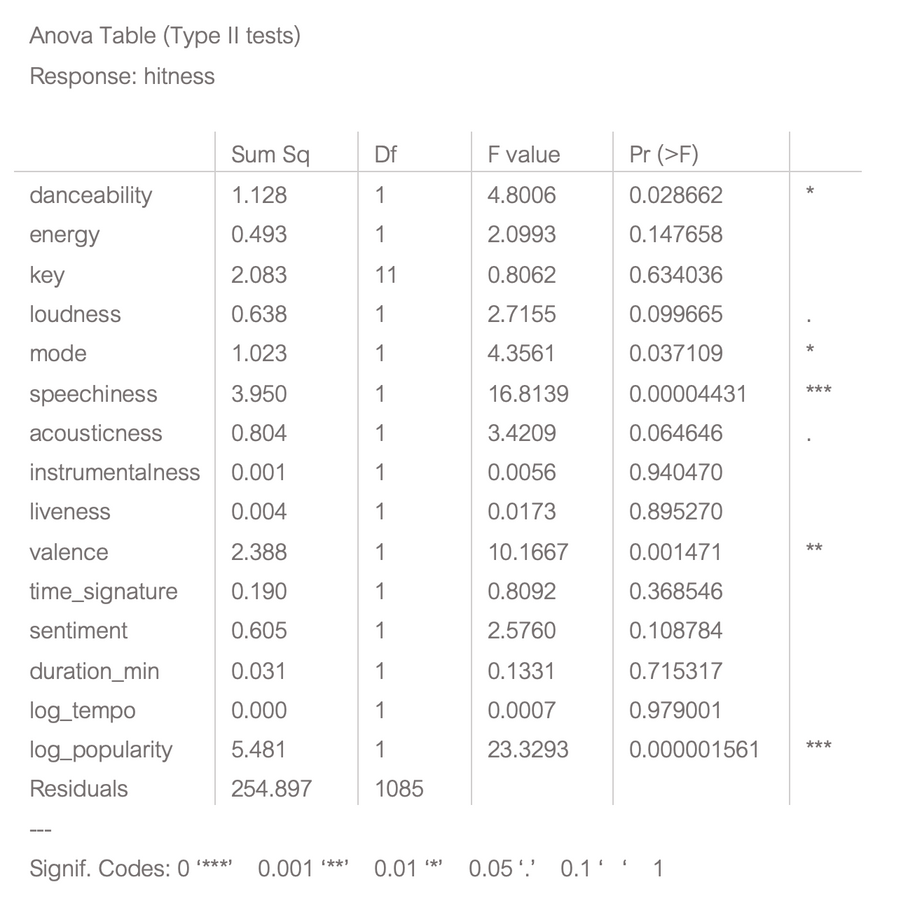 Anova Table (Type II tests)
Response: hitness
Sum Sq Df F value Pr (>F)
danceability 1.128 1 4.8006 0.028662 *
energy 0.493 1 2.0993 0.147658
key 2.083 11 0.8062 0.634036
loudness 0.638 1 2.7155 0.099665 .
mode 1.023 1 4.3561 0.037109 *
speechiness 3.950 1 16.8139 0.00004431 ***
acousticness 0.804 1 3.4209 0.064646 .
instrumentalness 0.001 1 0.0056 0.940470
liveness 0.004 1 0.0173 0.895270
valence 2.388 1 10.1667 0.001471 **
time_signature 0.190 1 0.8092 0.368546
sentiment 0.605 1 2.5760 0.108784
duration_min 0.031 1 0.1331 0.715317
log_tempo 0.000 1 0.0007 0.979001
log_popularity 5.481 1 23.3293 0.000001561 ***
Residuals 254.897 1085
---
Signif. Codes: 0 ‘***’ 0.001 ‘**’ 0.01 ‘*’ 0.05 ‘.’ 0.1 ‘ ‘ 1